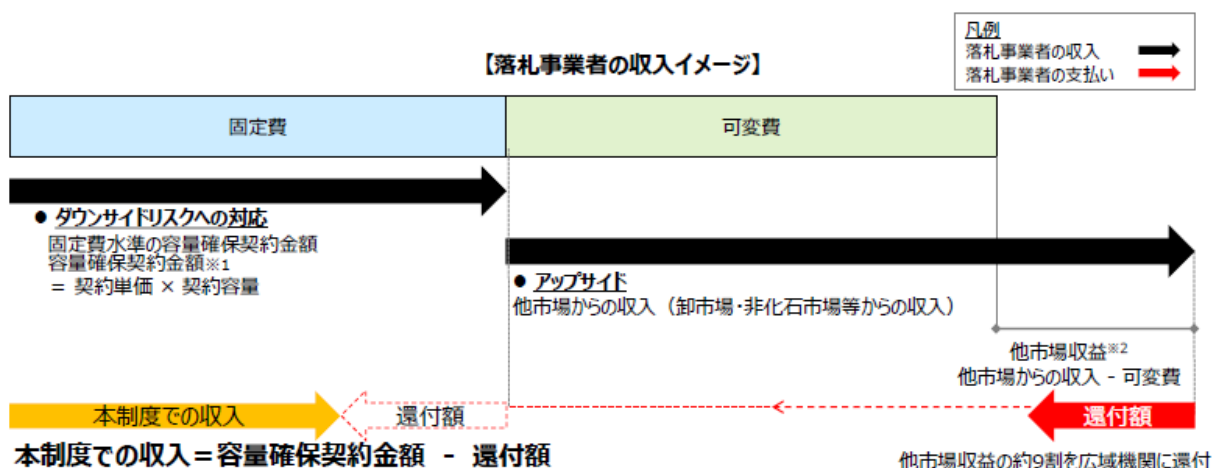 凡例
落札事業者の収入
落札事業者の支払い
【落札事業者の収入イメージ】
固定費
可変費
● ダウンサイドリスクへの対応
固定費水準の容量確保契約金額
容量確保契約金額※1
= 契約単価 × 契約容量
● アップサイド
他市場からの収入（卸市場・非化石市場等からの収入）
他市場収益※2
他市場からの収入 - 可変費
本制度での収入
還付額
還付額
本制度での収入＝容量確保契約金額 - 還付額
他市場収益の約9割を広域機関に還付